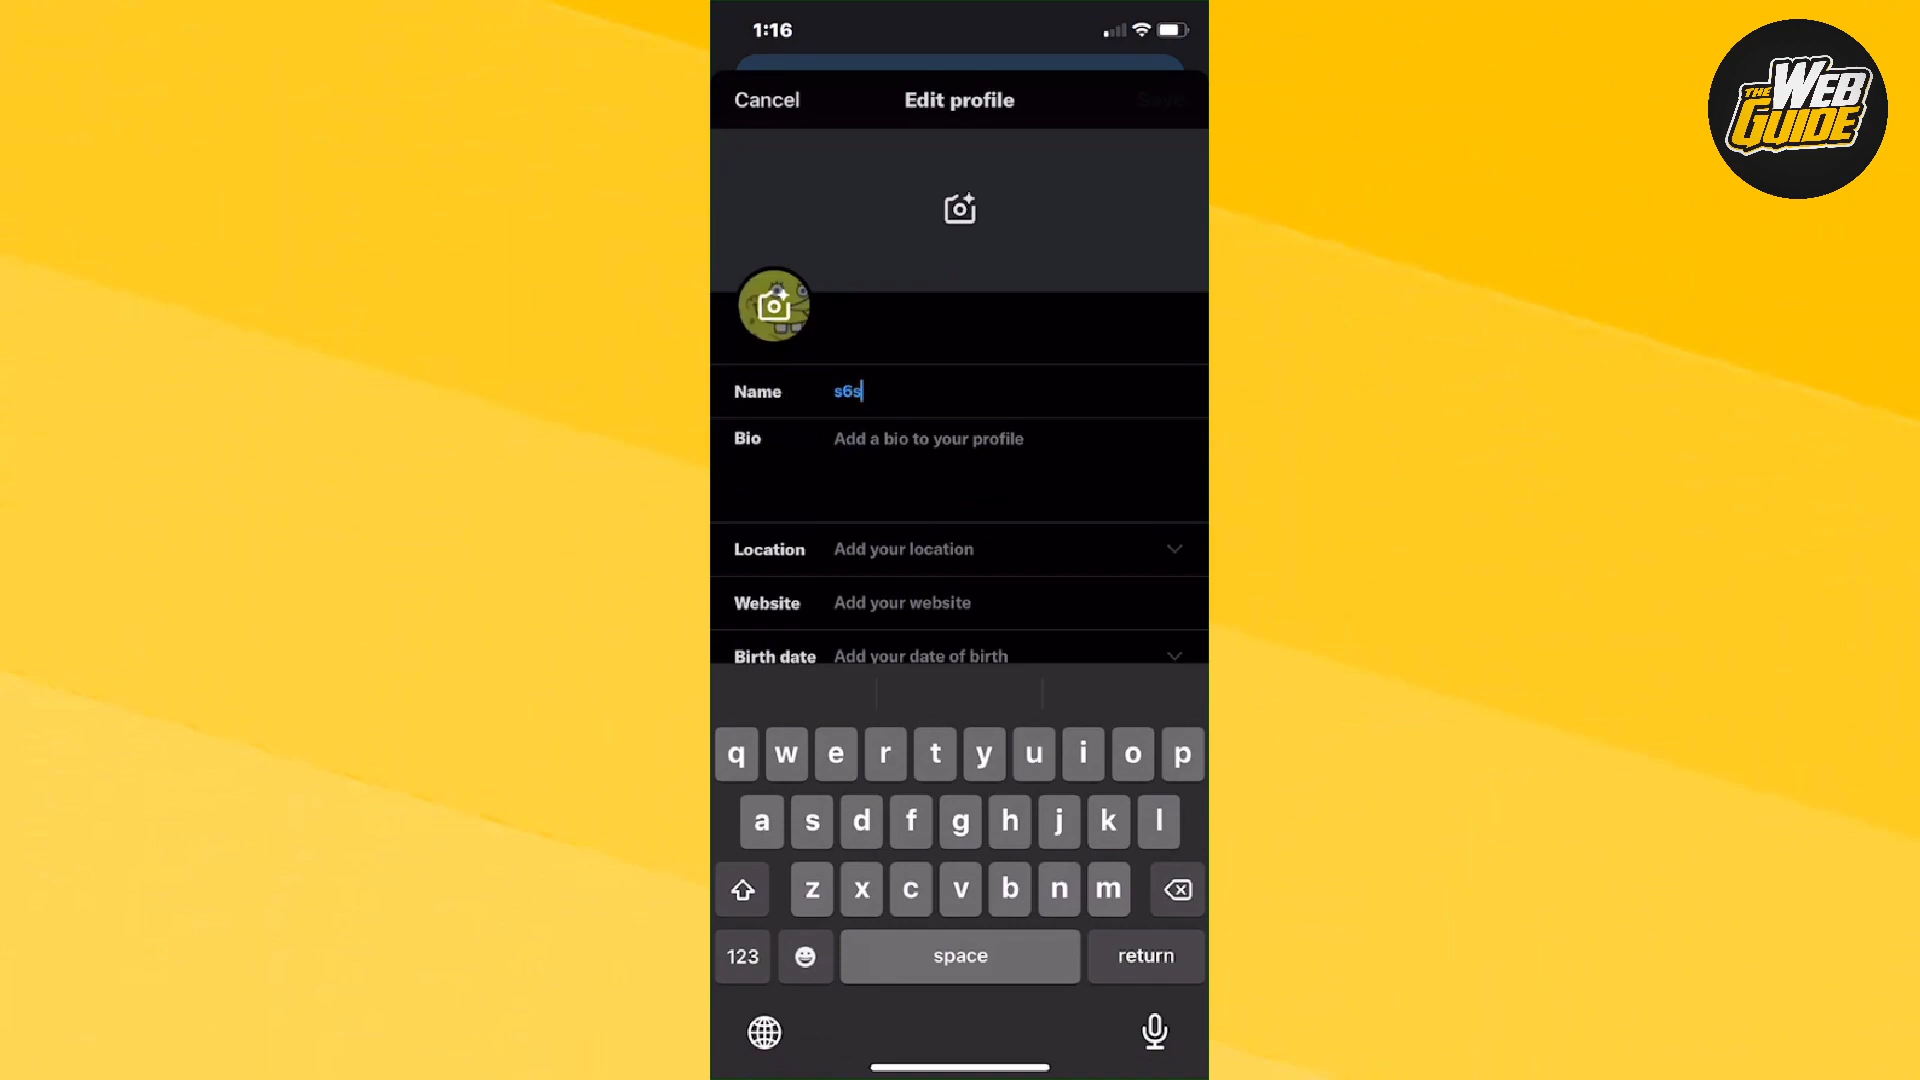 1:16
THE WEB GUIDE
Cancel Edit profile Save
Name s6s
Bio Add a bio to your profile
Location Add your location
Website Add your website
Birth date Add your date of birth
q w e r t y u i o p
a s d f g h j k l
z x c v b n m
123 space return